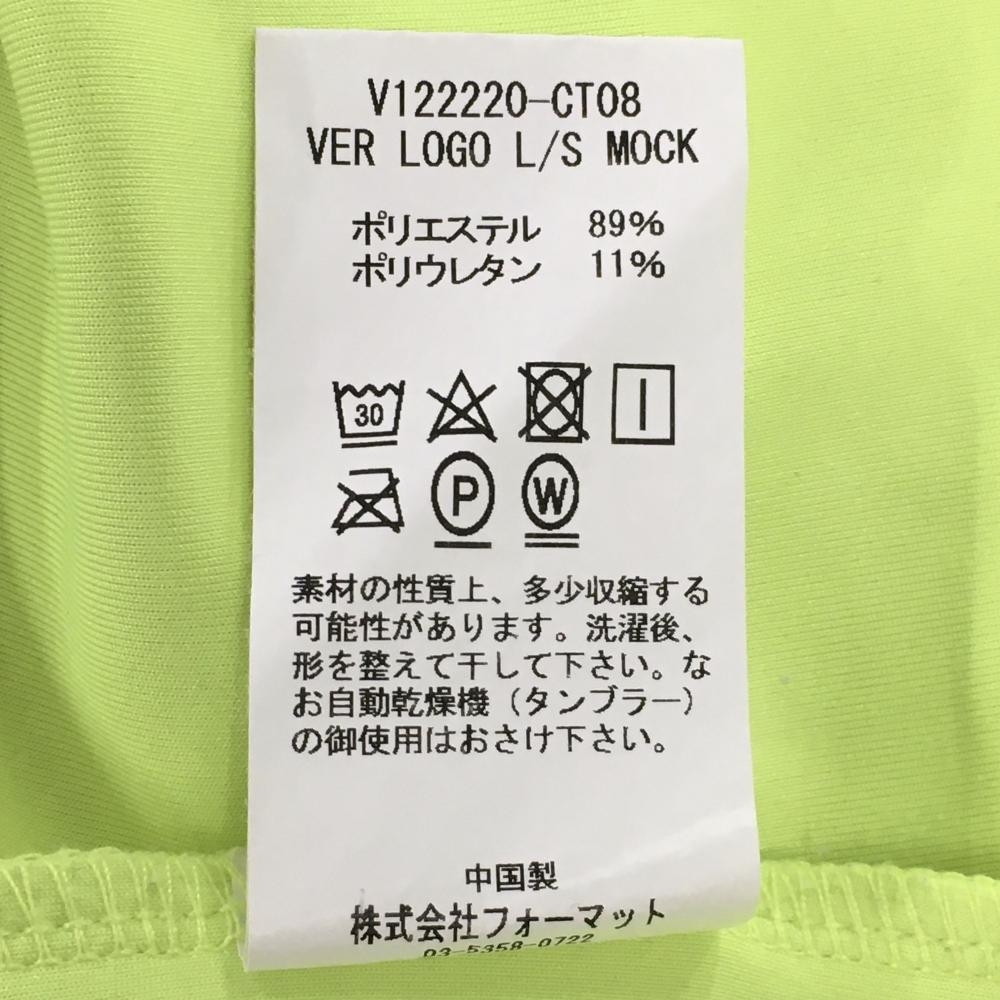 V122220-CT08
VER LOGO L/S MOCK
ポリエステル 89%
ポリウレタン 11%
30
P W
素材の性質上、多少収縮する
可能性があります。洗濯後、
形を整えて干して下さい。な
お自動乾燥機（タンブラー）
の御使用はおさけ下さい。
中国製
株式会社フォーマット
03-5358-0722